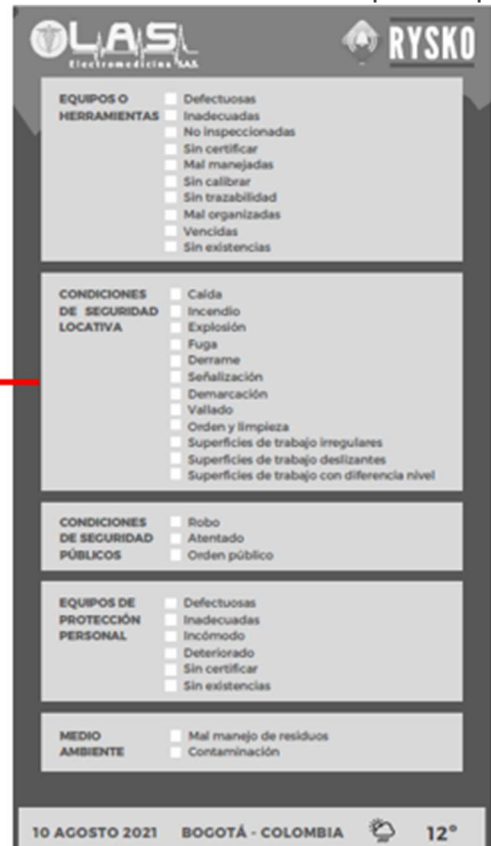 OLAS RYSKO
Electromedicina SAS
EQUIPOS O HERRAMIENTAS
Defectuosas
Inadecuadas
No inspeccionadas
Sin certificar
Mal manejadas
Sin calibrar
Sin trazabilidad
Mal organizadas
Vencidas
Sin existencias
CONDICIONES DE SEGURIDAD LOCATIVA
Caída
Incendio
Explosión
Fuga
Derrame
Señalización
Demarcación
Vallado
Orden y limpieza
Superficies de trabajo irregulares
Superficies de trabajo deslizantes
Superficies de trabajo con diferencia nivel
CONDICIONES DE SEGURIDAD PÚBLICOS
Robo
Atentado
Orden público
EQUIPOS DE PROTECCIÓN PERSONAL
Defectuosas
Inadecuadas
Incómodo
Deteriorado
Sin certificar
Sin existencias
MEDIO AMBIENTE
Mal manejo de residuos
Contaminación
10 AGOSTO 2021 BOGOTÁ - COLOMBIA 12°